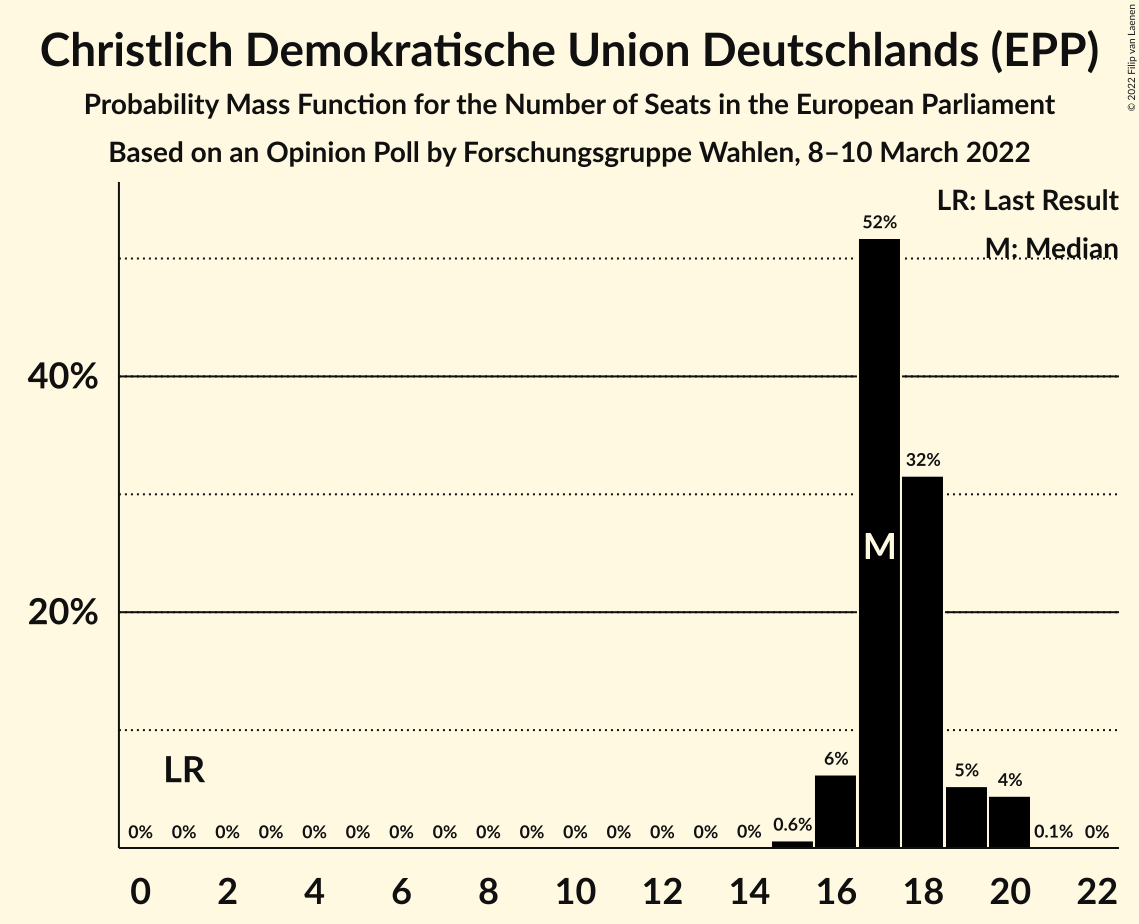 Christlich Demokratische Union Deutschlands (EPP)
Probability Mass Function for the Number of Seats in the European Parliament
Based on an Opinion Poll by Forschungsgruppe Wahlen, 8–10 March 2022
© 2022 Filip van Laenen
LR: Last Result
M: Median
52%
40%
32%
M
20%
LR
6%
5%
4%
0% 0% 0% 0% 0% 0% 0% 0% 0% 0% 0% 0% 0% 0% 0% 0.6% 0.1% 0%
0 2 4 6 8 10 12 14 16 18 20 22